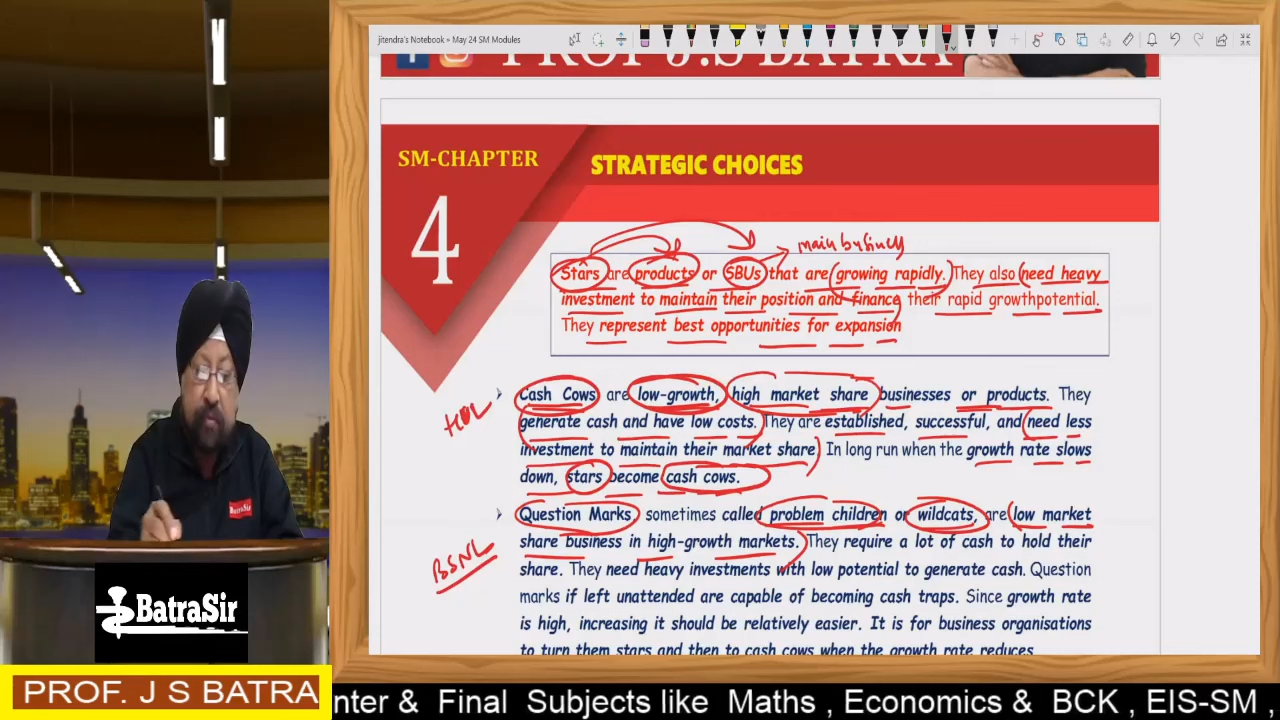 jitendra's Notebook » May 24 SM Modules
PROF J.S BATRA
SM-CHAPTER
4
STRATEGIC CHOICES
main business
Stars are products or SBUs that are growing rapidly. They also need heavy
investment to maintain their position and finance their rapid growthpotential.
They represent best opportunities for expansion
Cash Cows are low-growth, high market share businesses or products. They
HUL
generate cash and have low costs. They are established, successful, and need less
investment to maintain their market share. In long run when the growth rate slows
down, stars become cash cows.
Question Marks sometimes called problem children or wildcats, are low market
share business in high-growth markets. They require a lot of cash to hold their
BSNL
share. They need heavy investments with low potential to generate cash. Question
marks if left unattended are capable of becoming cash traps. Since growth rate
is high, increasing it should be relatively easier. It is for business organisations
to turn them stars and then to cash cows when the growth rate reduces
BatraSir
BatraSir
PROF. J S BATRA
nter & Final Subjects like Maths , Economics & BCK , EIS-SM ,